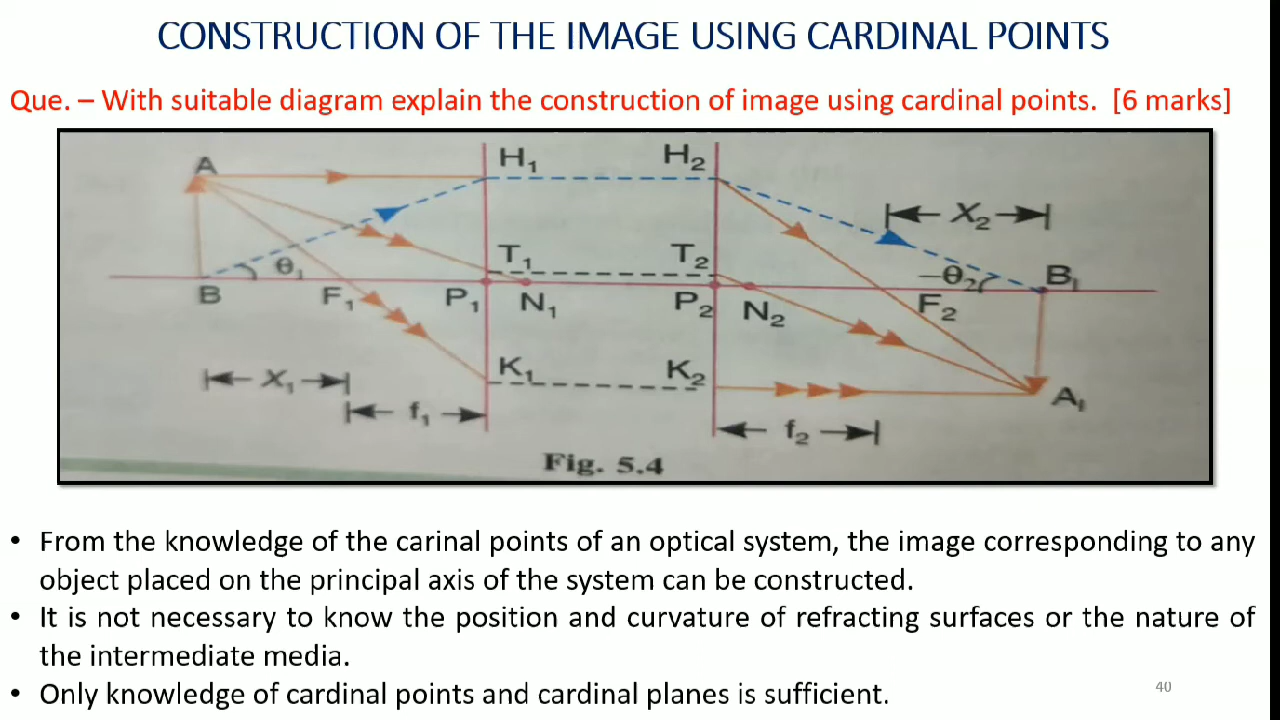 CONSTRUCTION OF THE IMAGE USING CARDINAL POINTS
Que. – With suitable diagram explain the construction of image using cardinal points. [6 marks]
A H₁ H₂
X₂
θ₁ T₁ T₂ –θ₂ B₁
B F₁ P₁ N₁ P₂ N₂ F₂
X₁ K₁ K₂ A₁
f₁ f₂
Fig. 5.4
• From the knowledge of the carinal points of an optical system, the image corresponding to any
object placed on the principal axis of the system can be constructed.
• It is not necessary to know the position and curvature of refracting surfaces or the nature of
the intermediate media.
• Only knowledge of cardinal points and cardinal planes is sufficient.
40